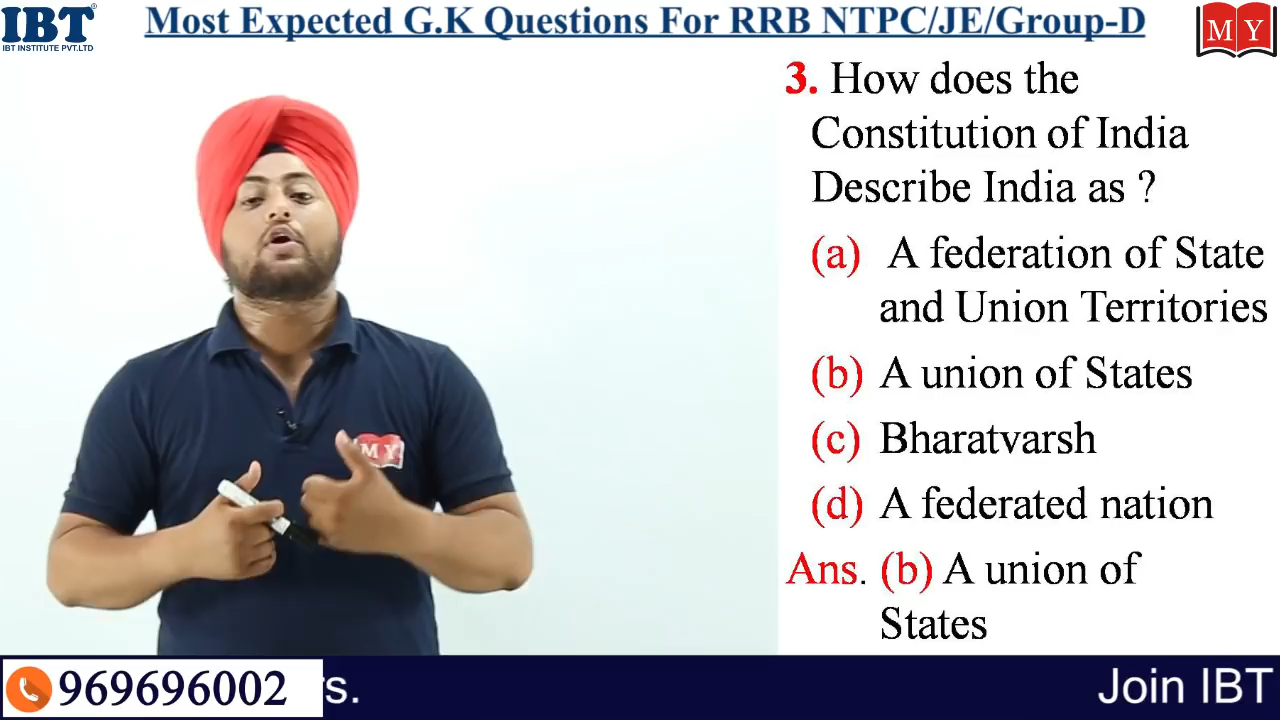 IBT®
IBT INSTITUTE PVT.LTD
Most Expected G.K Questions For RRB NTPC/JE/Group-D
MY
3. How does the
Constitution of India
Describe India as ?
(a) A federation of State
and Union Territories
(b) A union of States
(c) Bharatvarsh
(d) A federated nation
Ans. (b) A union of
States
MY
969696002
rs.
Join IBT